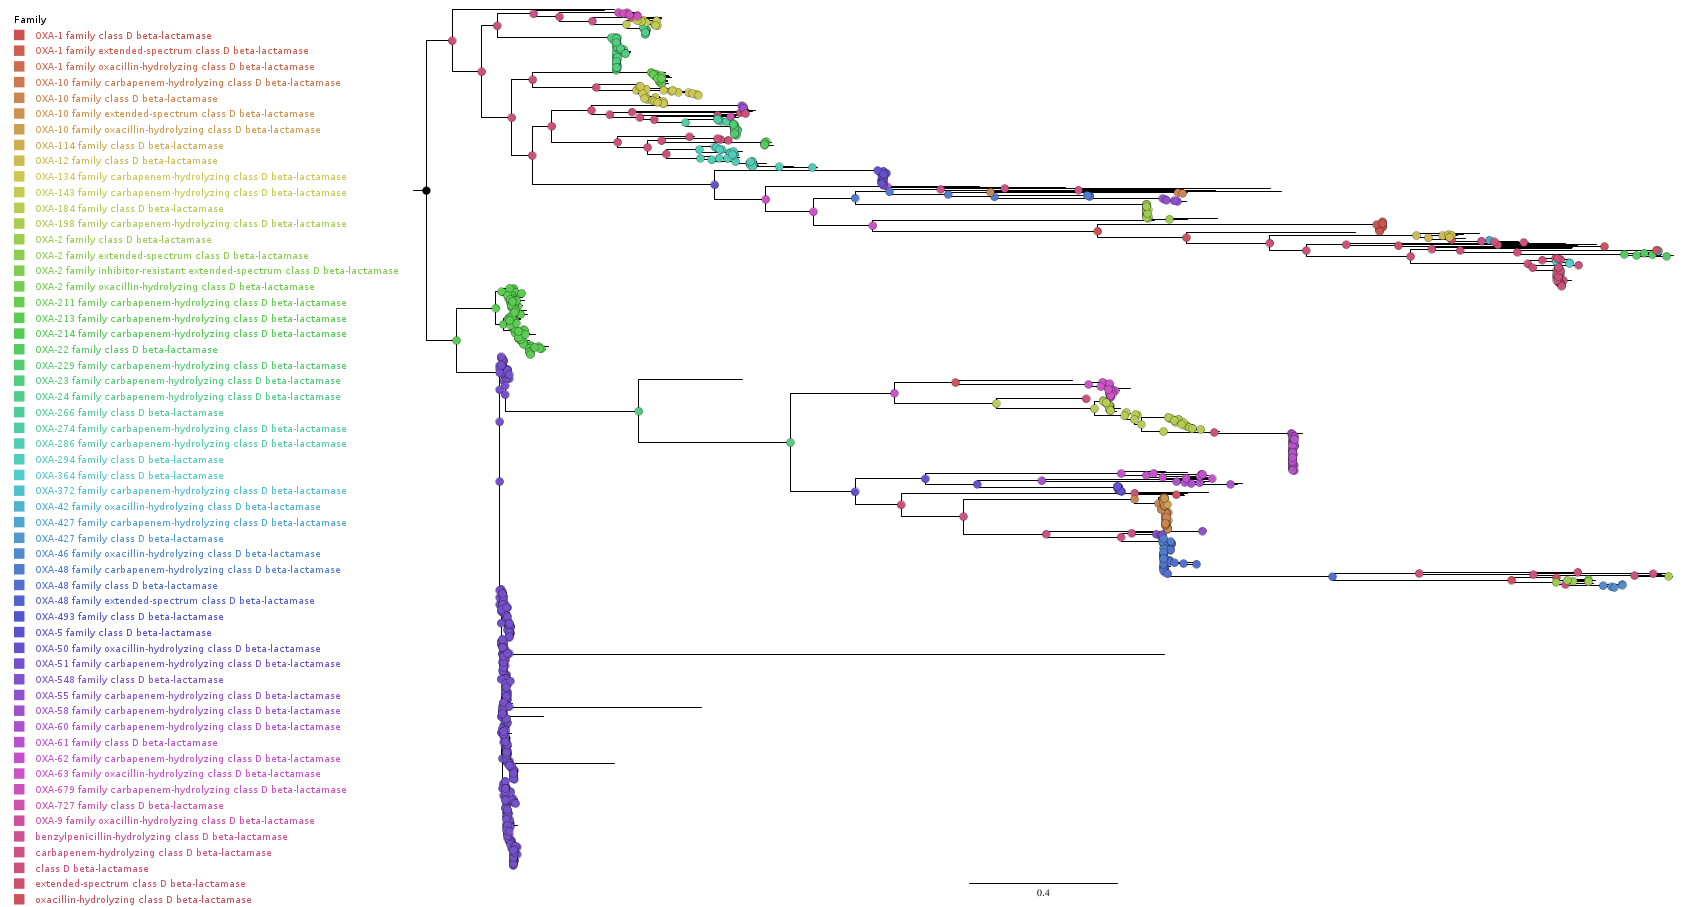 Family
OXA-1 family class D beta-lactamase
OXA-1 family extended-spectrum class D beta-lactamase
OXA-1 family oxacillin-hydrolyzing class D beta-lactamase
OXA-10 family carbapenem-hydrolyzing class D beta-lactamase
OXA-10 family class D beta-lactamase
OXA-10 family extended-spectrum class D beta-lactamase
OXA-10 family oxacillin-hydrolyzing class D beta-lactamase
OXA-114 family class D beta-lactamase
OXA-12 family class D beta-lactamase
OXA-134 family carbapenem-hydrolyzing class D beta-lactamase
OXA-143 family carbapenem-hydrolyzing class D beta-lactamase
OXA-184 family class D beta-lactamase
OXA-198 family carbapenem-hydrolyzing class D beta-lactamase
OXA-2 family class D beta-lactamase
OXA-2 family extended-spectrum class D beta-lactamase
OXA-2 family inhibitor-resistant extended-spectrum class D beta-lactamase
OXA-2 family oxacillin-hydrolyzing class D beta-lactamase
OXA-211 family carbapenem-hydrolyzing class D beta-lactamase
OXA-213 family carbapenem-hydrolyzing class D beta-lactamase
OXA-214 family carbapenem-hydrolyzing class D beta-lactamase
OXA-22 family class D beta-lactamase
OXA-229 family carbapenem-hydrolyzing class D beta-lactamase
OXA-23 family carbapenem-hydrolyzing class D beta-lactamase
OXA-24 family carbapenem-hydrolyzing class D beta-lactamase
OXA-266 family class D beta-lactamase
OXA-274 family carbapenem-hydrolyzing class D beta-lactamase
OXA-286 family carbapenem-hydrolyzing class D beta-lactamase
OXA-294 family class D beta-lactamase
OXA-364 family class D beta-lactamase
OXA-372 family carbapenem-hydrolyzing class D beta-lactamase
OXA-42 family oxacillin-hydrolyzing class D beta-lactamase
OXA-427 family carbapenem-hydrolyzing class D beta-lactamase
OXA-427 family class D beta-lactamase
OXA-46 family oxacillin-hydrolyzing class D beta-lactamase
OXA-48 family carbapenem-hydrolyzing class D beta-lactamase
OXA-48 family class D beta-lactamase
OXA-48 family extended-spectrum class D beta-lactamase
OXA-493 family class D beta-lactamase
OXA-5 family class D beta-lactamase
OXA-50 family oxacillin-hydrolyzing class D beta-lactamase
OXA-51 family carbapenem-hydrolyzing class D beta-lactamase
OXA-548 family class D beta-lactamase
OXA-55 family carbapenem-hydrolyzing class D beta-lactamase
OXA-58 family carbapenem-hydrolyzing class D beta-lactamase
OXA-60 family carbapenem-hydrolyzing class D beta-lactamase
OXA-61 family class D beta-lactamase
OXA-62 family carbapenem-hydrolyzing class D beta-lactamase
OXA-63 family oxacillin-hydrolyzing class D beta-lactamase
OXA-679 family carbapenem-hydrolyzing class D beta-lactamase
OXA-727 family class D beta-lactamase
OXA-9 family oxacillin-hydrolyzing class D beta-lactamase
benzylpenicillin-hydrolyzing class D beta-lactamase
carbapenem-hydrolyzing class D beta-lactamase
class D beta-lactamase
extended-spectrum class D beta-lactamase
oxacillin-hydrolyzing class D beta-lactamase
0.4